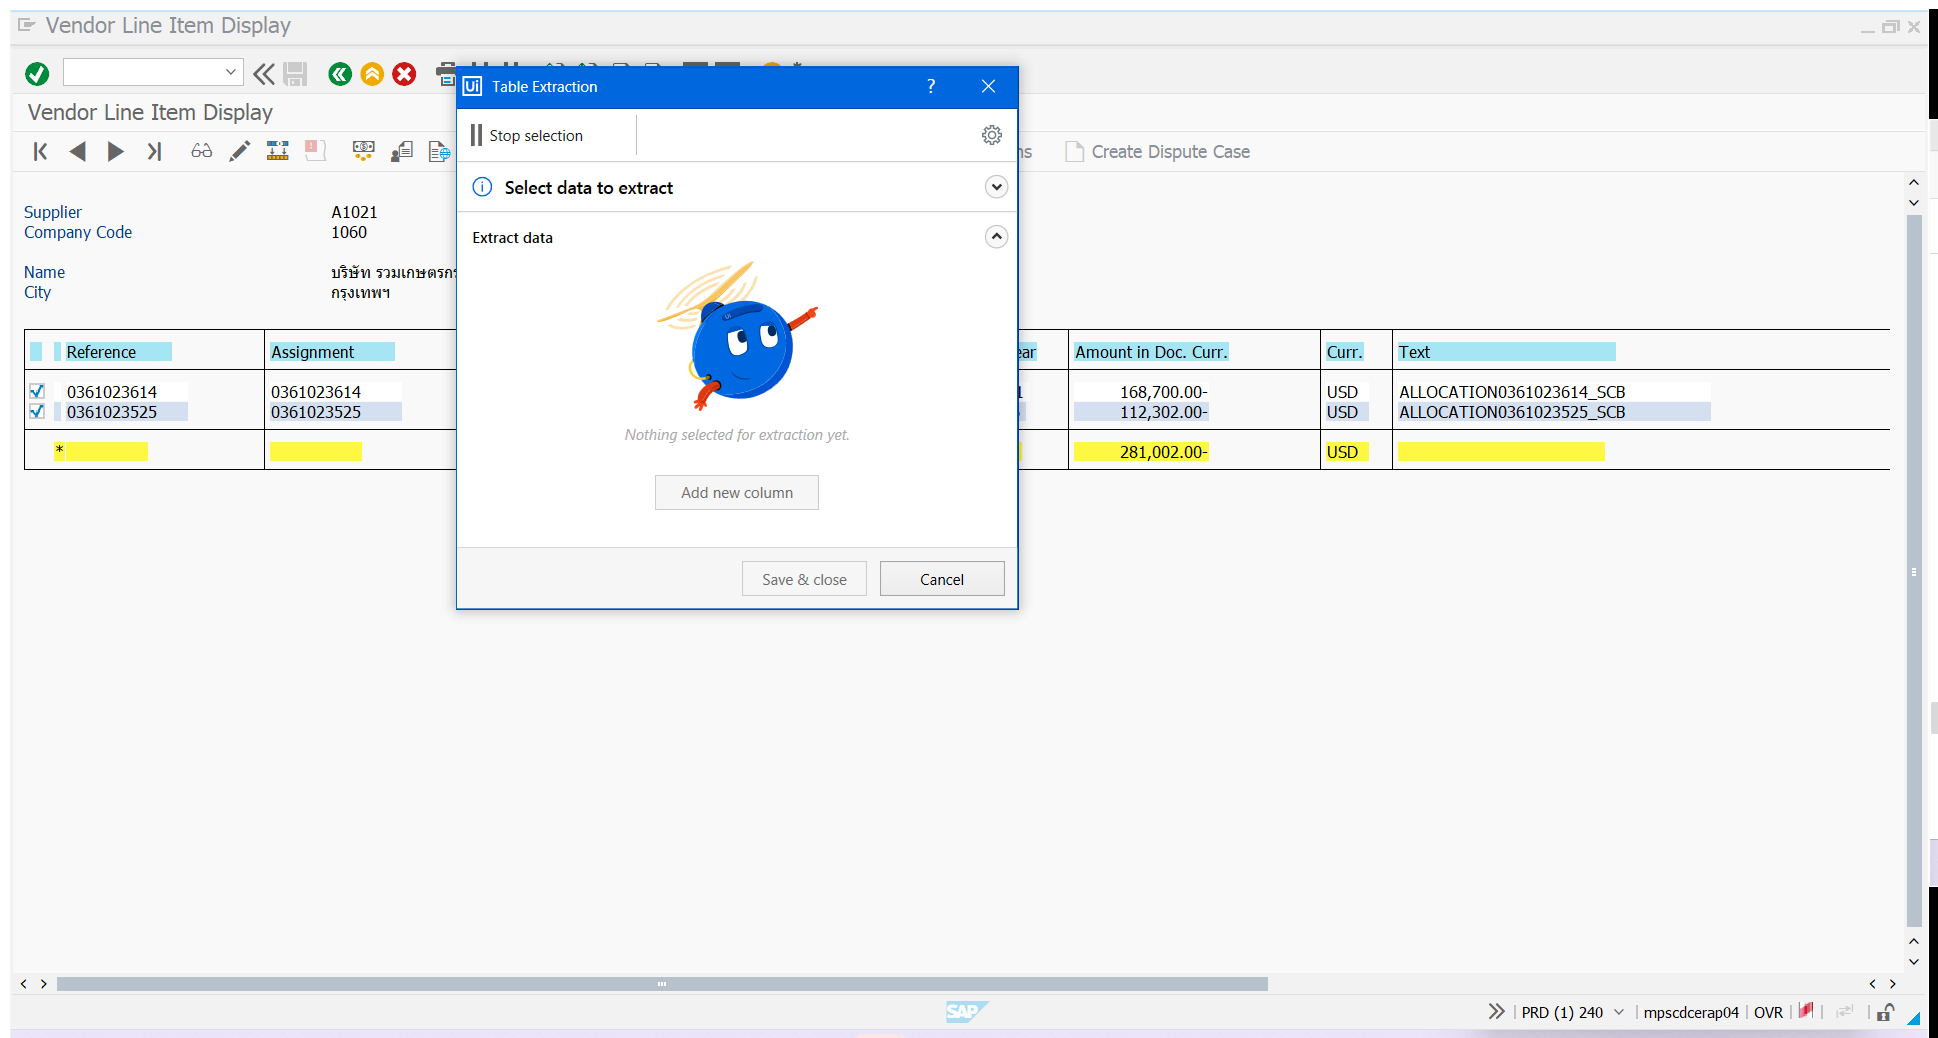 Vendor Line Item Display
Vendor Line Item Display
Create Dispute Case
Ui Table Extraction ?
Stop selection
Select data to extract
Extract data
Nothing selected for extraction yet.
Add new column
Save & close Cancel
Supplier A1021
Company Code 1060
Name บริษัท รวมเกษตรกร
City กรุงเทพฯ
Reference Assignment ear Amount in Doc. Curr. Curr. Text
0361023614 0361023614 1 168,700.00- USD ALLOCATION0361023614_SCB
0361023525 0361023525 112,302.00- USD ALLOCATION0361023525_SCB
* 281,002.00- USD
SAP PRD (1) 240 mpscdcerap04 OVR